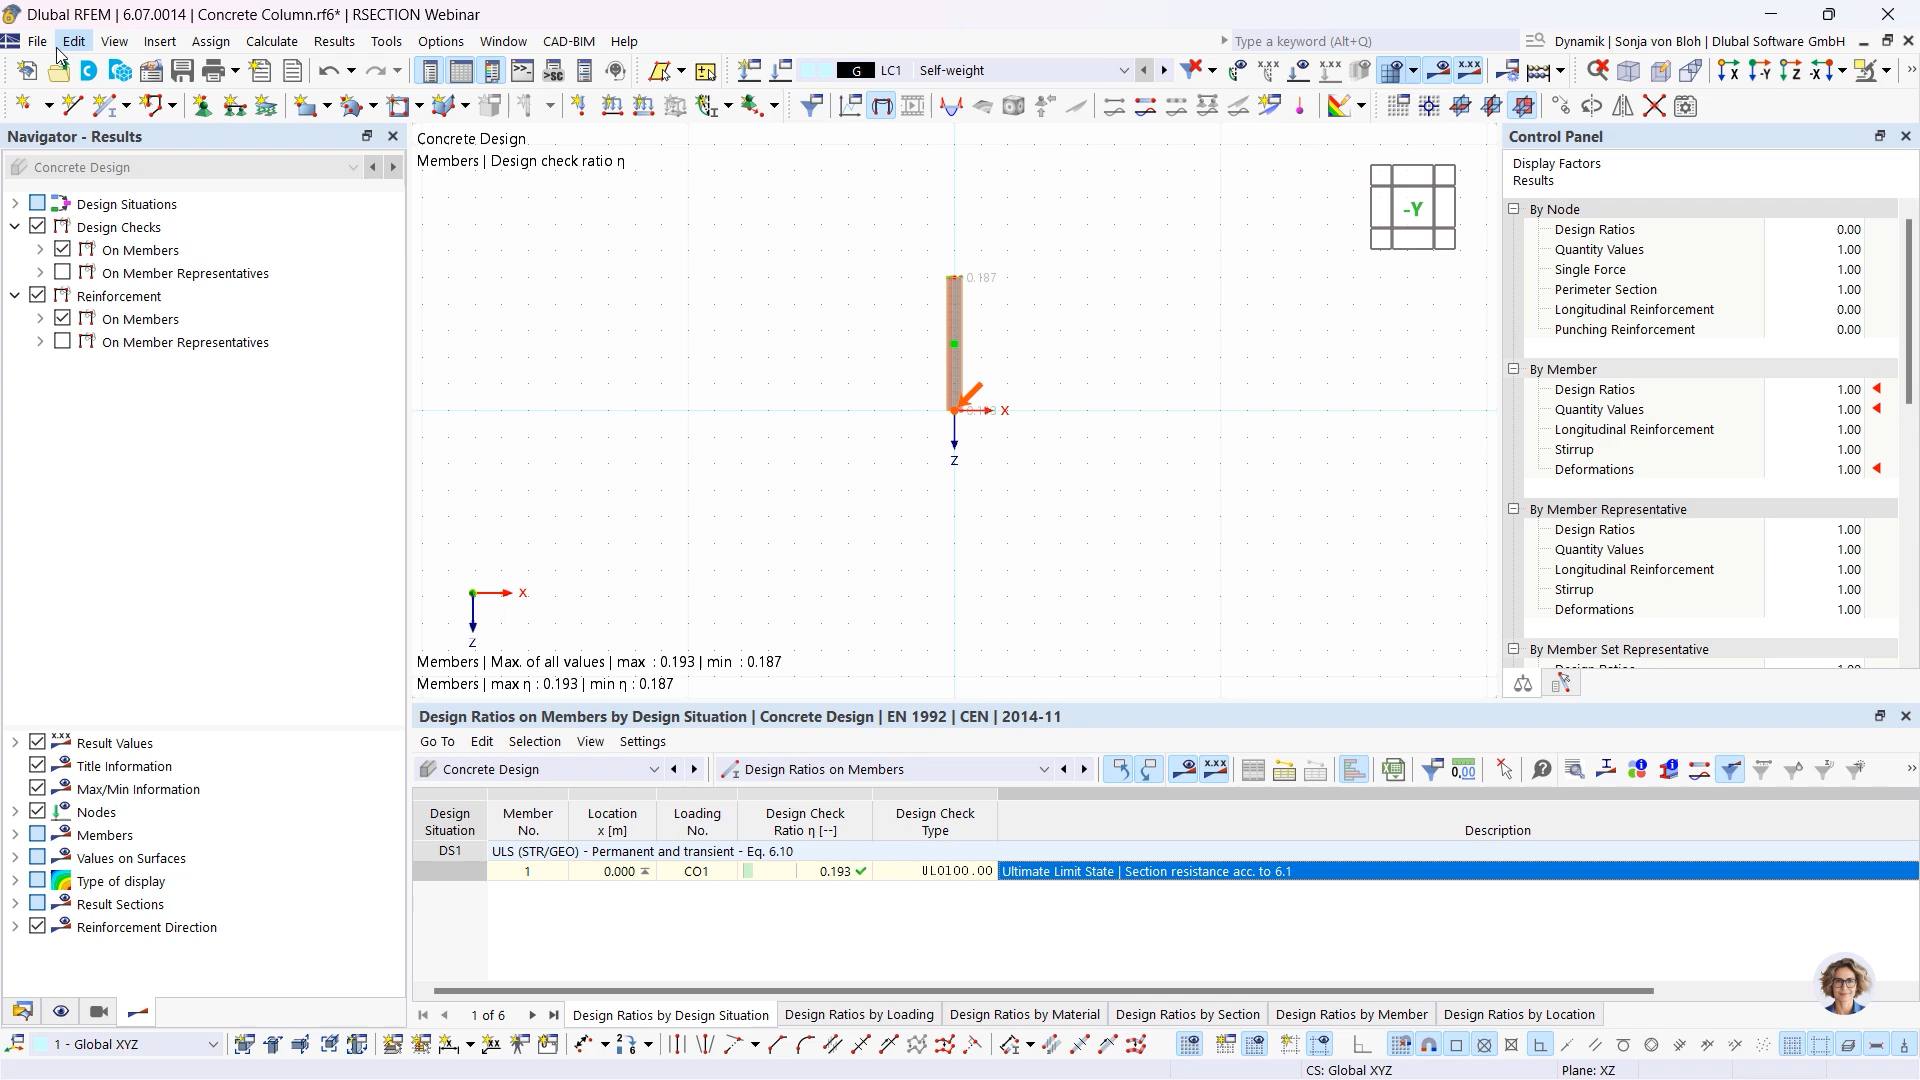 Dlubal RFEM | 6.07.0014 | Concrete Column.rf6* | RSECTION Webinar
File Edit View Insert Assign Calculate Results Tools Options Window CAD-BIM Help
Type a keyword (Alt+Q)
Dynamik | Sonja von Bloh | Dlubal Software GmbH
G LC1 Self-weight
Navigator - Results
Concrete Design
Design Situations
Design Checks
On Members
On Member Representatives
Reinforcement
On Members
On Member Representatives
Result Values
Title Information
Max/Min Information
Nodes
Members
Values on Surfaces
Type of display
Result Sections
Reinforcement Direction
Concrete Design
Members | Design check ratio η
-Y
0.187
X
Z
X
Z
Members | Max. of all values | max : 0.193 | min : 0.187
Members | max η : 0.193 | min η : 0.187
Control Panel
Display Factors
Results
By Node
Design Ratios 0.00
Quantity Values 1.00
Single Force 1.00
Perimeter Section 1.00
Longitudinal Reinforcement 0.00
Punching Reinforcement 0.00
By Member
Design Ratios 1.00
Quantity Values 1.00
Longitudinal Reinforcement 1.00
Stirrup 1.00
Deformations 1.00
By Member Representative
Design Ratios 1.00
Quantity Values 1.00
Longitudinal Reinforcement 1.00
Stirrup 1.00
Deformations 1.00
By Member Set Representative
Design Ratios 1.00
Design Ratios on Members by Design Situation | Concrete Design | EN 1992 | CEN | 2014-11
Go To Edit Selection View Settings
Concrete Design
Design Ratios on Members
Design Situation
Member No.
Location x [m]
Loading No.
Design Check Ratio η [--]
Design Check Type
Description
DS1 ULS (STR/GEO) - Permanent and transient - Eq. 6.10
1 0.000 CO1 0.193 UL0100.00 Ultimate Limit State | Section resistance acc. to 6.1
1 of 6
Design Ratios by Design Situation
Design Ratios by Loading
Design Ratios by Material
Design Ratios by Section
Design Ratios by Member
Design Ratios by Location
1 - Global XYZ
CS: Global XYZ
Plane: XZ